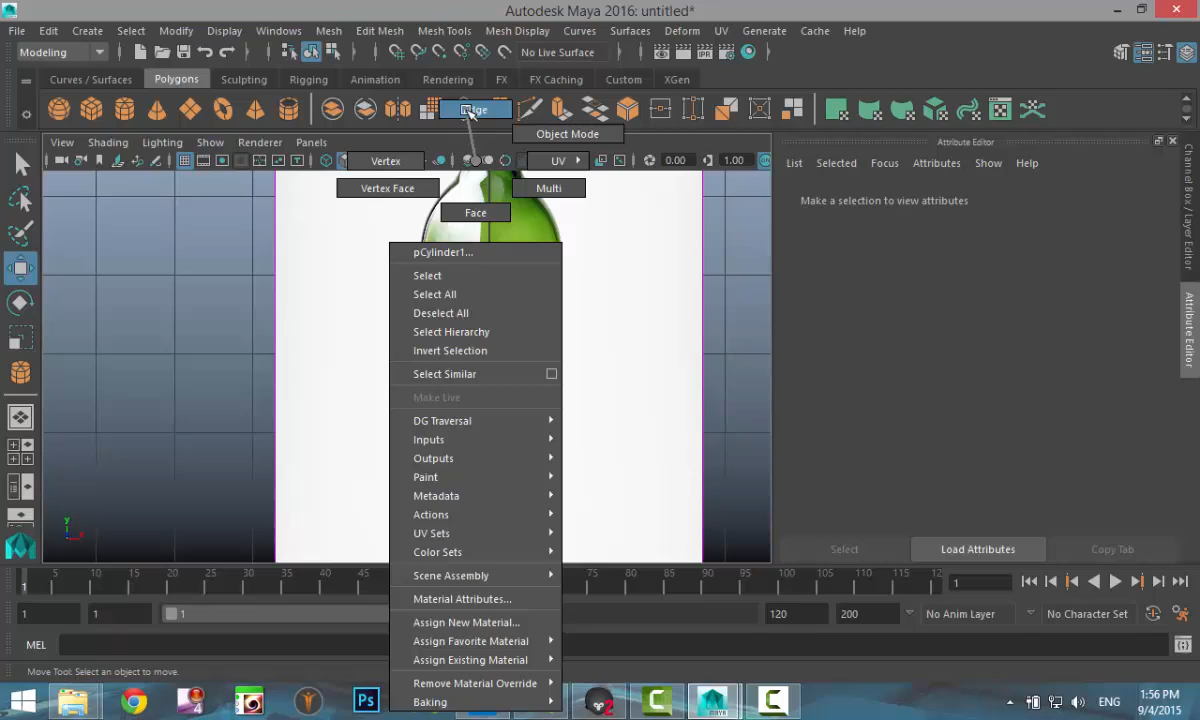 Autodesk Maya 2016: untitled*
File Edit Create Select Modify Display Windows Mesh Edit Mesh Mesh Tools Mesh Display Curves Surfaces Deform UV Generate Cache Help
Modeling No Live Surface
Curves / Surfaces Polygons Sculpting Rigging Animation Rendering FX FX Caching Custom XGen
Object Mode
View Shading Lighting Show Renderer Panels
Attribute Editor
Vertex UV 0.00 1.00
List Selected Focus Attributes Show Help
Vertex Face Multi
Make a selection to view attributes
Face
Channel Box / Layer Editor
Attribute Editor
pCylinder1...
Select
Select All
Deselect All
Select Hierarchy
Invert Selection
Select Similar
Make Live
DG Traversal
Inputs
Outputs
Paint
Metadata
Actions
UV Sets
Color Sets
Scene Assembly
Material Attributes...
Assign New Material...
Assign Favorite Material
Assign Existing Material
Remove Material Override
Baking
y
x
Select Load Attributes Copy Tab
1 5 10 15 20 25 30 35 40 45 75 80 85 90 95 100 105 110 115 12 1
1 1 1 120 200 No Anim Layer No Character Set
MEL
Move Tool: Select an object to move.
Ps
ENG
1:56 PM
9/4/2015